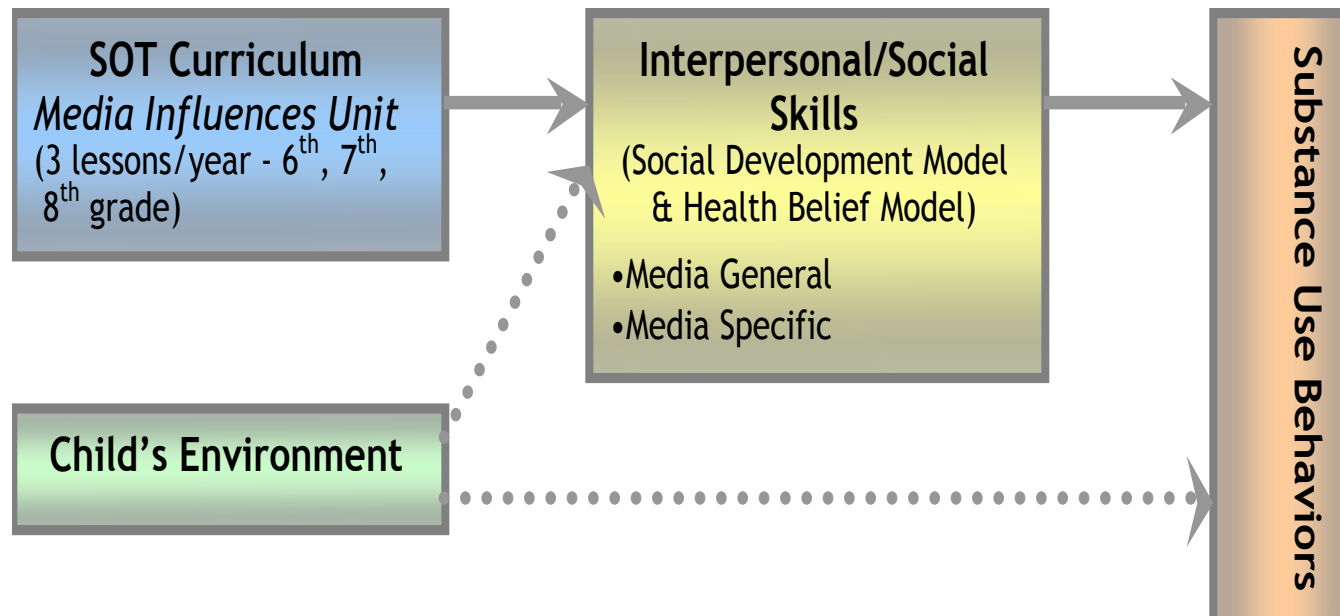 SOT Curriculum
Media Influences Unit
(3 lessons/year - 6th, 7th,
8th grade)
Interpersonal/Social
Skills
(Social Development Model
& Health Belief Model)
•Media General
•Media Specific
Child’s Environment
Substance Use Behaviors